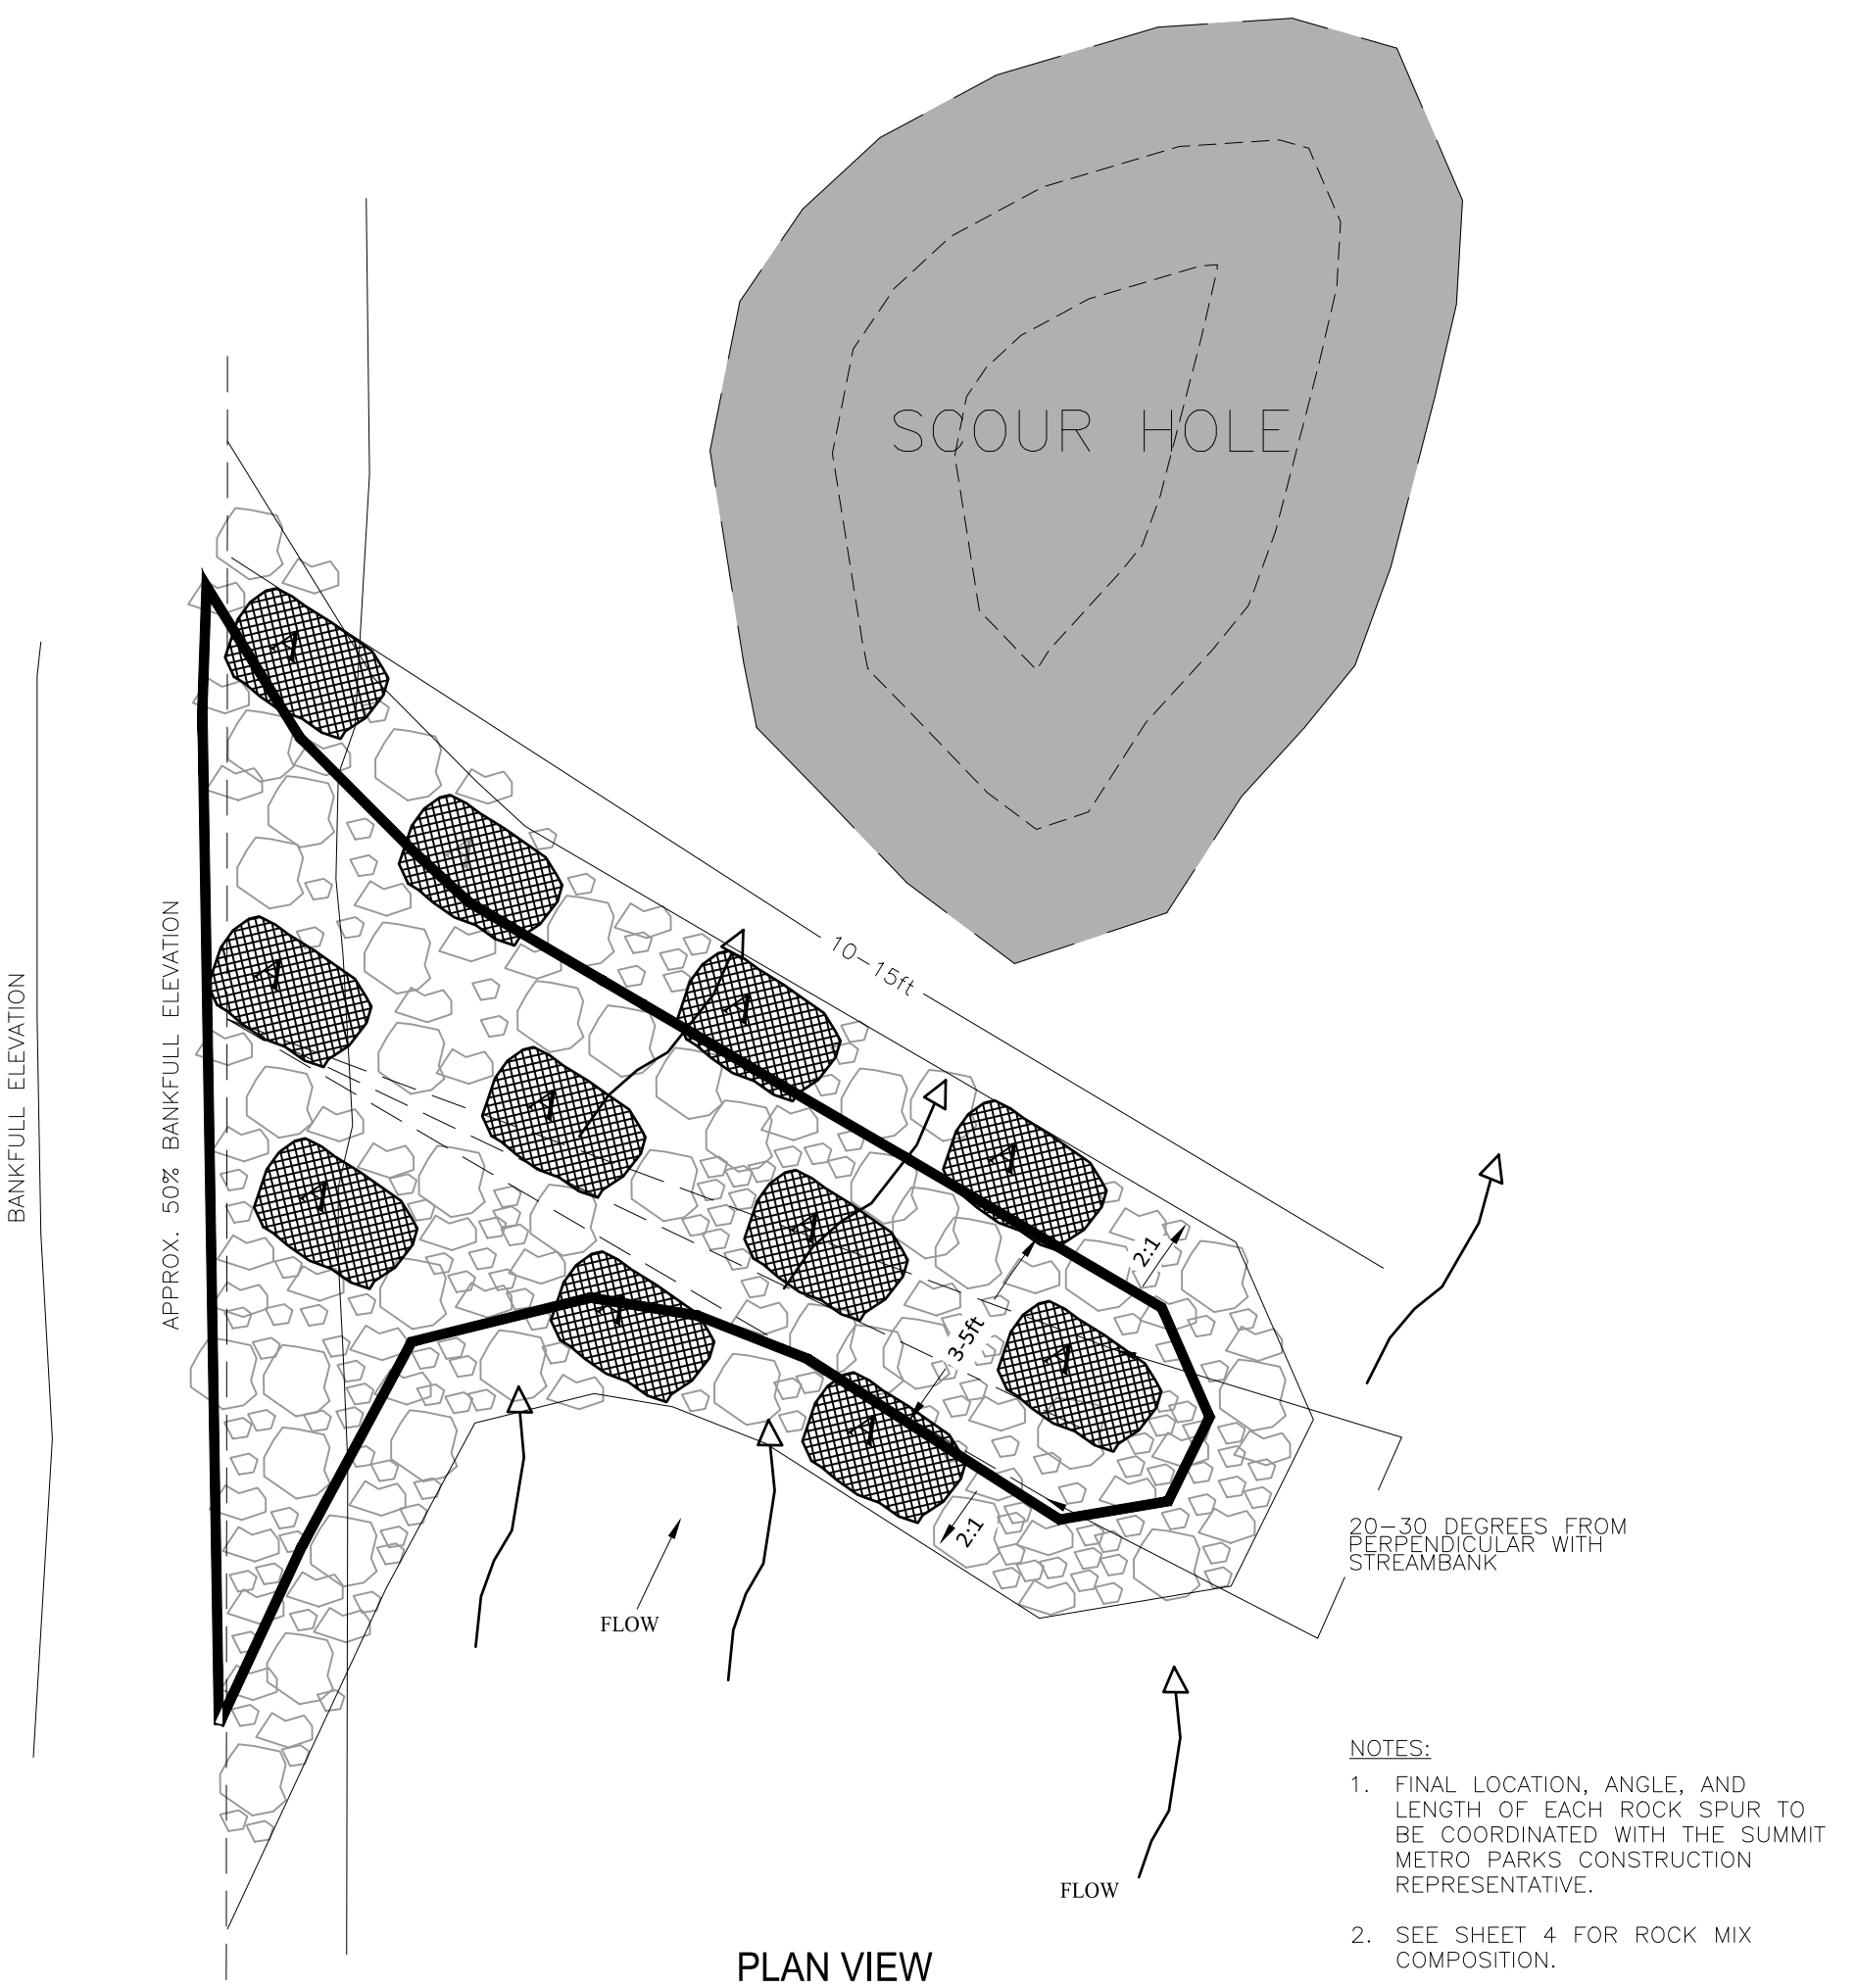 SCOUR HOLE
10-15ft
BANKFULL ELEVATION
APPROX. 50% BANKFULL ELEVATION
A
A
A
A
A
A
A
A
A
A
2:1
3-5ft
2:1
20-30 DEGREES FROM
PERPENDICULAR WITH
STREAMBANK
FLOW
FLOW
NOTES:
1. FINAL LOCATION, ANGLE, AND
LENGTH OF EACH ROCK SPUR TO
BE COORDINATED WITH THE SUMMIT
METRO PARKS CONSTRUCTION
REPRESENTATIVE.
2. SEE SHEET 4 FOR ROCK MIX
COMPOSITION.
PLAN VIEW